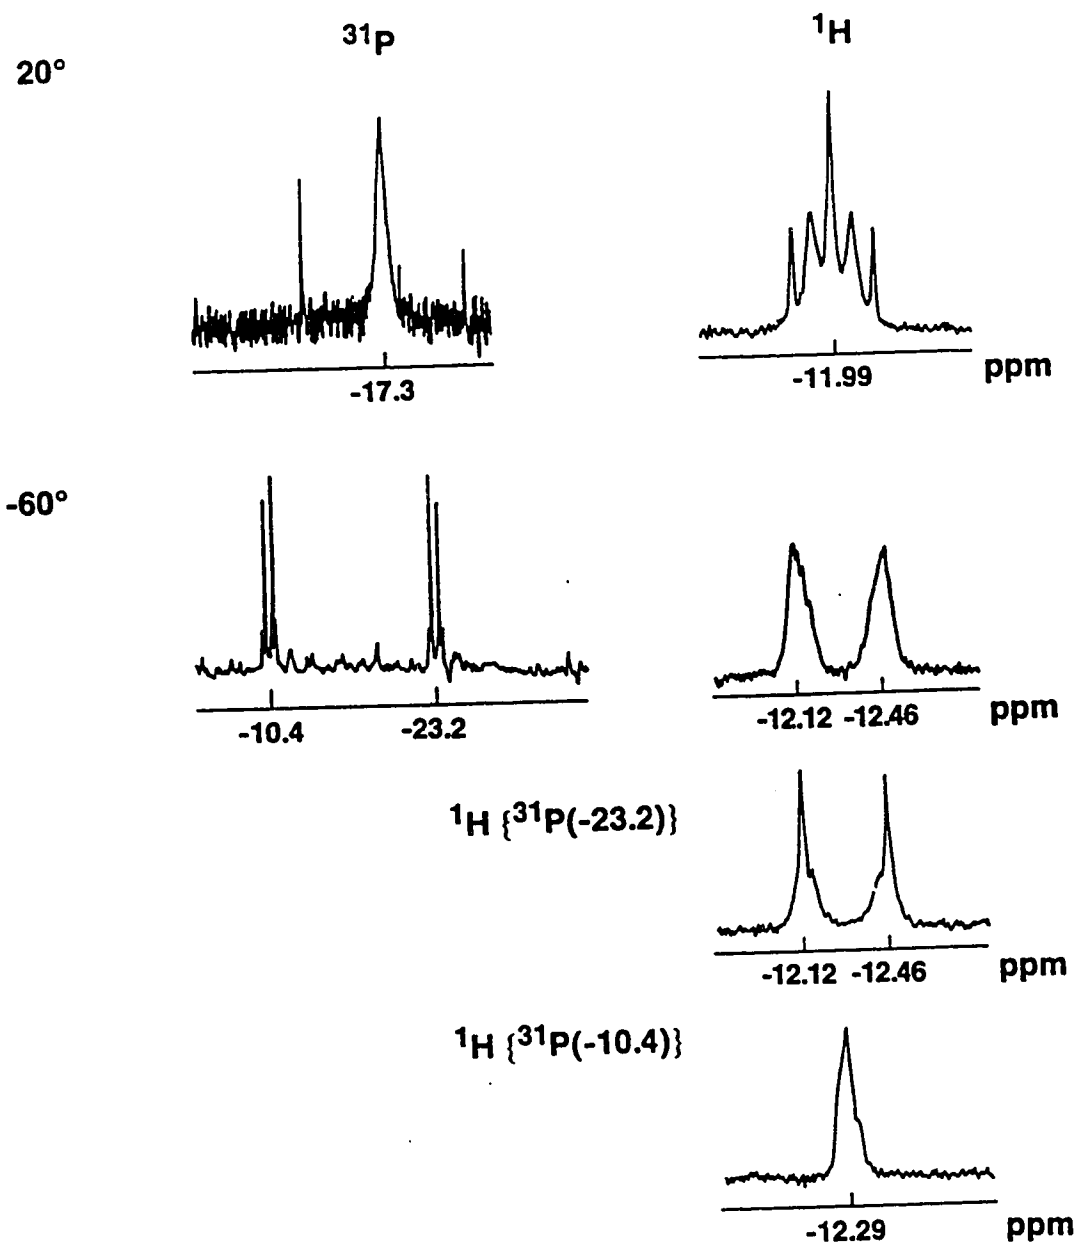 ³¹P ¹H
20°
-17.3 -11.99 ppm
-60°
-10.4 -23.2 -12.12 -12.46 ppm
¹H {³¹P(-23.2)}
-12.12 -12.46 ppm
¹H {³¹P(-10.4)}
-12.29 ppm